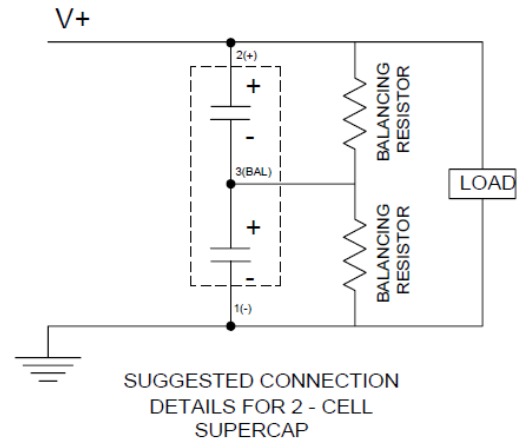 V+
2(+)
+
-
BALANCING
RESISTOR
3(BAL)
LOAD
+
-
BALANCING
RESISTOR
1(-)
SUGGESTED CONNECTION
DETAILS FOR 2 - CELL
SUPERCAP